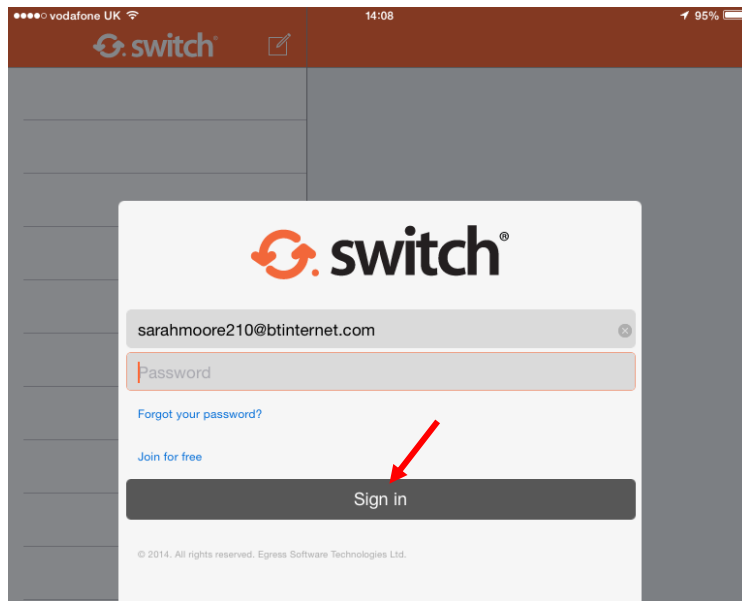 vodafone UK 14:08 95%
switch
switch®
sarahmoore210@btinternet.com
Password
Forgot your password?
Join for free
Sign in
© 2014. All rights reserved. Egress Software Technologies Ltd.